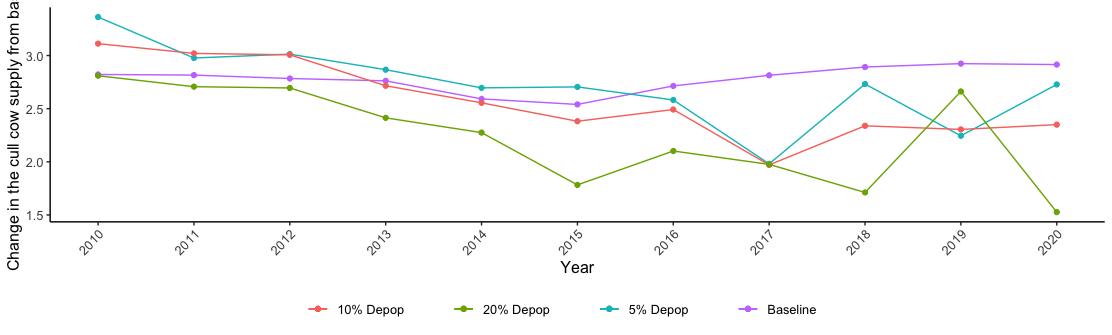 Change in the cull cow supply from ba
3.0
2.5
2.0
1.5
2010 2011 2012 2013 2014 2015 2016 2017 2018 2019 2020
Year
10% Depop 20% Depop 5% Depop Baseline